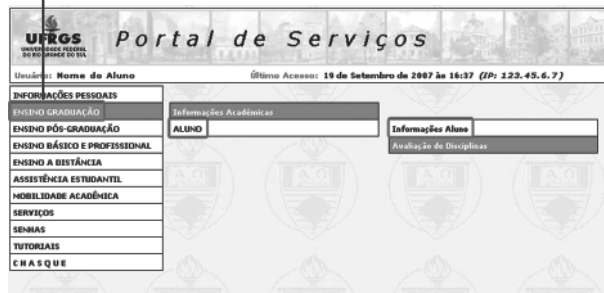 UFRGS
UNIVERSIDADE FEDERAL
DO RIO GRANDE DO SUL
Portal de Serviços
Usuário: Nome do Aluno
Último Acesso: 19 de Setembro de 2007 às 16:37 (IP: 123.45.6.7)
INFORMAÇÕES PESSOAIS
ENSINO GRADUAÇÃO
Informações Acadêmicas
ENSINO PÓS-GRADUAÇÃO
ALUNO
Informações Aluno
ENSINO BÁSICO E PROFISSIONAL
Avaliação de Disciplinas
ENSINO A DISTÂNCIA
ASSISTÊNCIA ESTUDANTIL
MOBILIDADE ACADÊMICA
SERVIÇOS
SENHAS
TUTORIAIS
CHASQUE